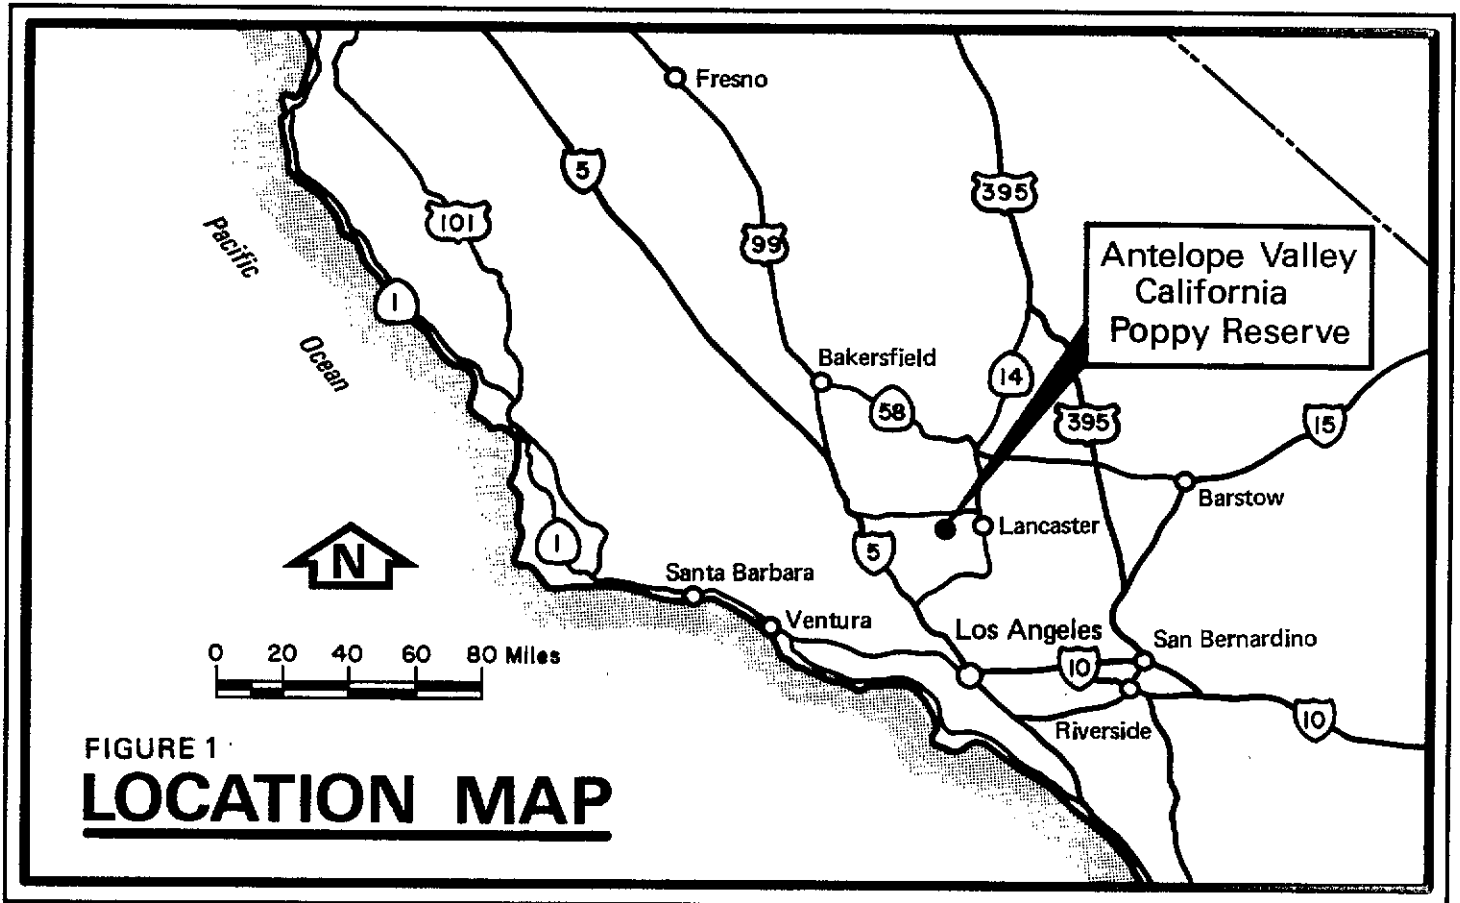 Fresno
5
395
101
99
Pacific
Ocean
Antelope Valley
California
Poppy Reserve
1
Bakersfield
14
58
395
15
Barstow
Lancaster
1
5
N
Santa Barbara
Ventura
Los Angeles
San Bernardino
10
0 20 40 60 80 Miles
10
Riverside
FIGURE 1
LOCATION MAP